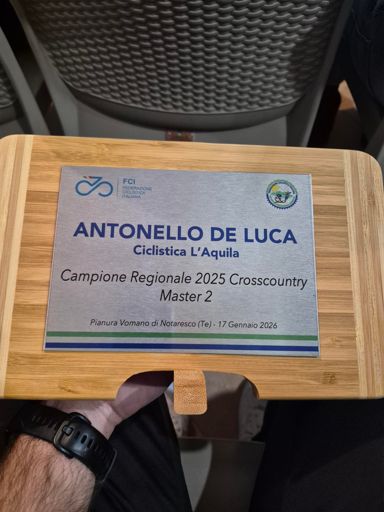 FCI
FEDERAZIONE
CICLISTICA
ITALIANA
ANTONELLO DE LUCA
Ciclistica L'Aquila
Campione Regionale 2025 Crosscountry
Master 2
Pianura Vomano di Notaresco (Te) - 17 Gennaio 2026